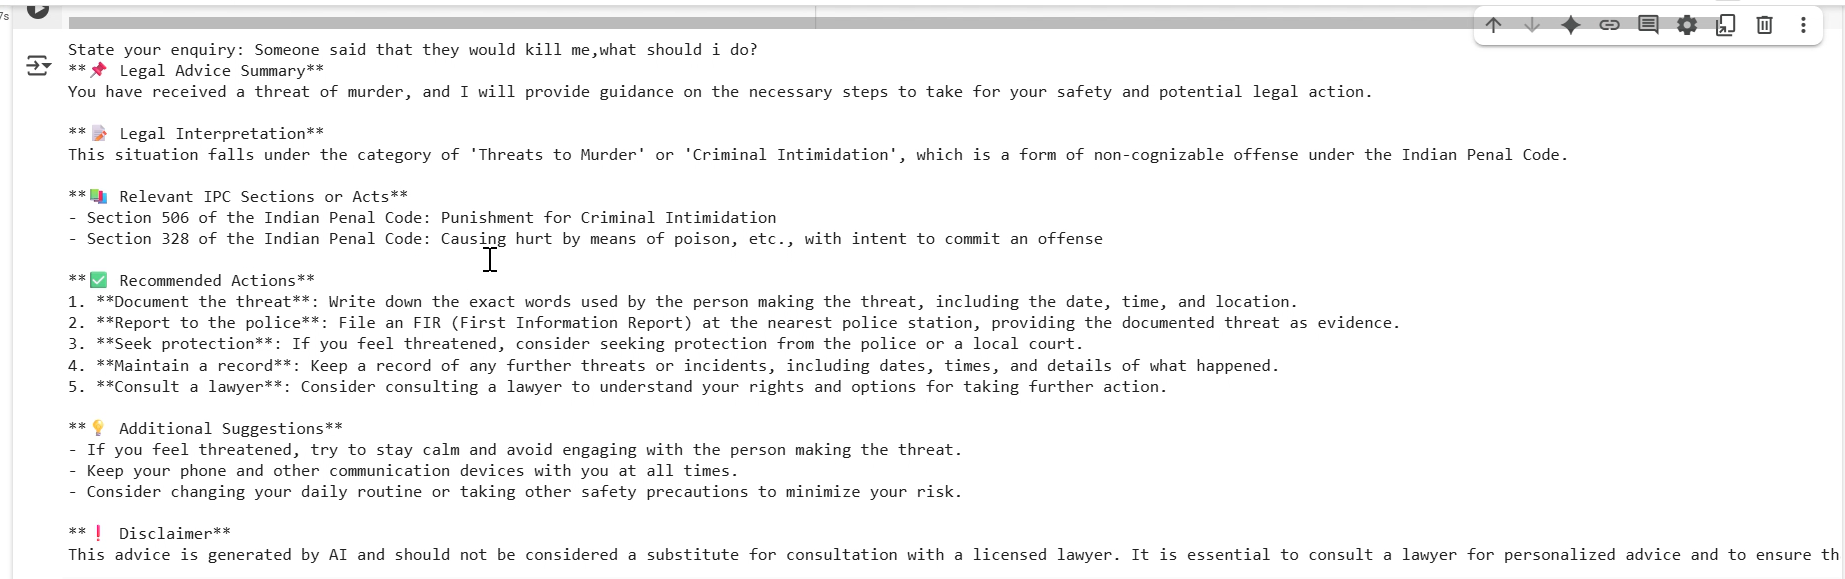 7s
State your enquiry: Someone said that they would kill me,what should i do?
**📌 Legal Advice Summary**
You have received a threat of murder, and I will provide guidance on the necessary steps to take for your safety and potential legal action.
**📝 Legal Interpretation**
This situation falls under the category of 'Threats to Murder' or 'Criminal Intimidation', which is a form of non-cognizable offense under the Indian Penal Code.
**📚 Relevant IPC Sections or Acts**
- Section 506 of the Indian Penal Code: Punishment for Criminal Intimidation
- Section 328 of the Indian Penal Code: Causing hurt by means of poison, etc., with intent to commit an offense
**✅ Recommended Actions**
1. **Document the threat**: Write down the exact words used by the person making the threat, including the date, time, and location.
2. **Report to the police**: File an FIR (First Information Report) at the nearest police station, providing the documented threat as evidence.
3. **Seek protection**: If you feel threatened, consider seeking protection from the police or a local court.
4. **Maintain a record**: Keep a record of any further threats or incidents, including dates, times, and details of what happened.
5. **Consult a lawyer**: Consider consulting a lawyer to understand your rights and options for taking further action.
**💡 Additional Suggestions**
- If you feel threatened, try to stay calm and avoid engaging with the person making the threat.
- Keep your phone and other communication devices with you at all times.
- Consider changing your daily routine or taking other safety precautions to minimize your risk.
**❗ Disclaimer**
This advice is generated by AI and should not be considered a substitute for consultation with a licensed lawyer. It is essential to consult a lawyer for personalized advice and to ensure th